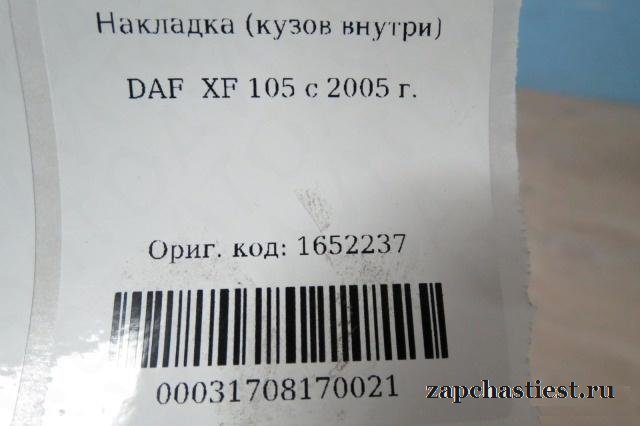 Накладка (кузов внутри)
DAF XF 105 с 2005 г.
Ориг. код: 1652237
00031708170021
zapchastiest.ru